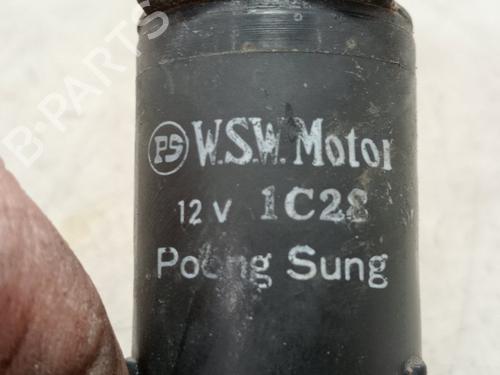 B-PARTS
PS W.S.W. Motor
12 V 1C28
Poong Sung